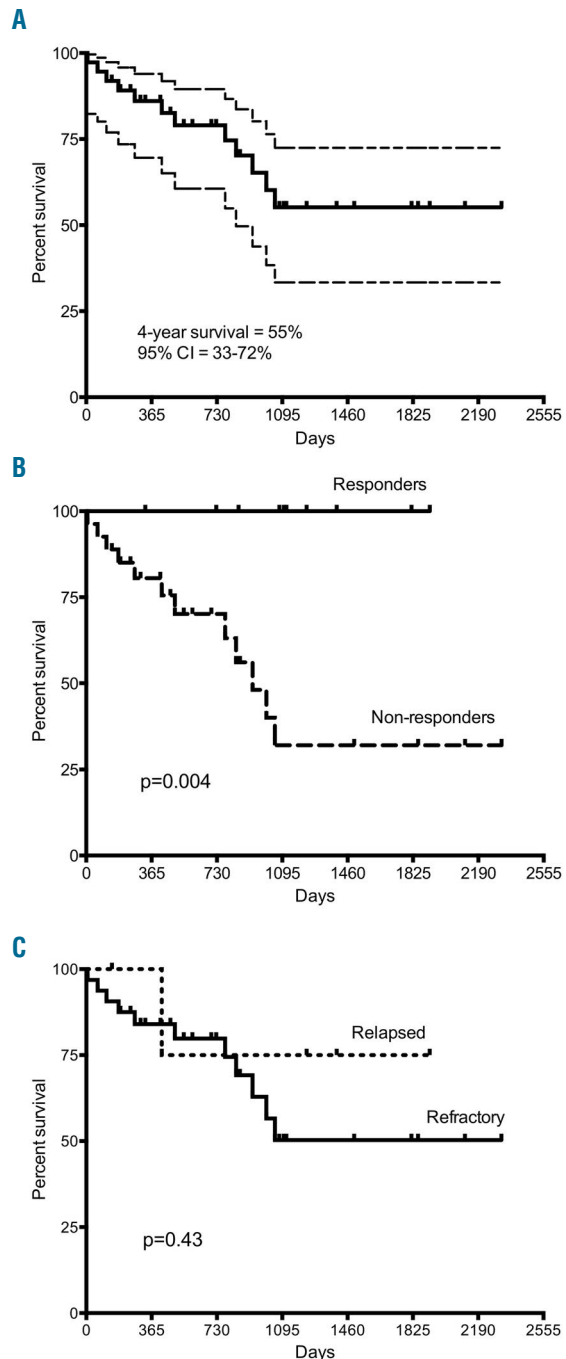 A
100
75
50
25
0
Percent survival
4-year survival = 55%
95% CI = 33-72%
0 365 730 1095 1460 1825 2190 2555
Days
B
Responders
100
75
50
25
0
Percent survival
Non-responders
p=0.004
0 365 730 1095 1460 1825 2190 2555
Days
C
100
75
50
25
0
Percent survival
Relapsed
Refractory
p=0.43
0 365 730 1095 1460 1825 2190 2555
Days